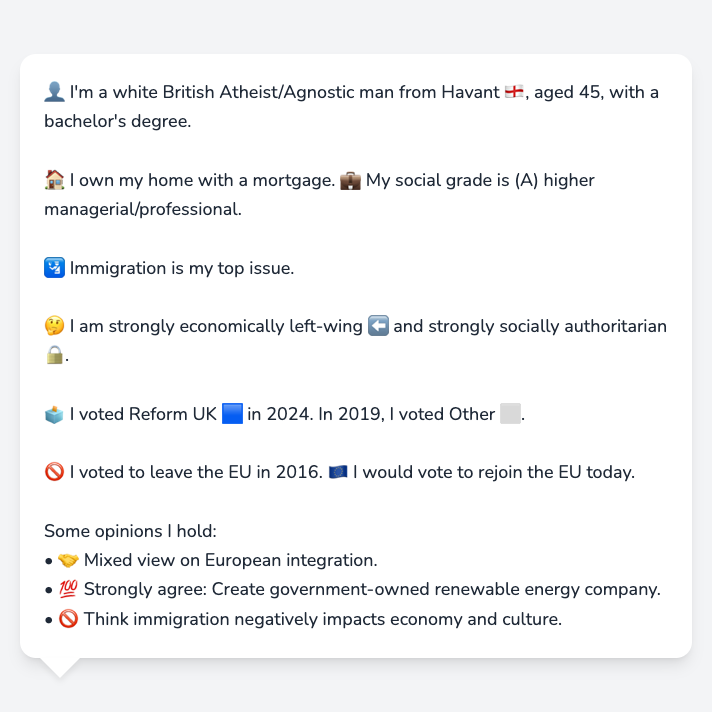 👤 I'm a white British Atheist/Agnostic man from Havant 🏴󠁧󠁢󠁥󠁮󠁧󠁿, aged 45, with a
bachelor's degree.
🏠 I own my home with a mortgage. 💼 My social grade is (A) higher
managerial/professional.
🛂 Immigration is my top issue.
🤔 I am strongly economically left-wing ⬅️ and strongly socially authoritarian
🔒.
🗳️ I voted Reform UK 🟦 in 2024. In 2019, I voted Other ⬜.
🚫 I voted to leave the EU in 2016. 🇪🇺 I would vote to rejoin the EU today.
Some opinions I hold:
• 🤝 Mixed view on European integration.
• 💯 Strongly agree: Create government-owned renewable energy company.
• 🚫 Think immigration negatively impacts economy and culture.